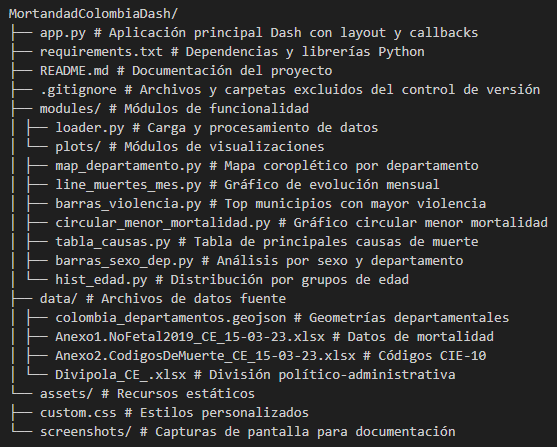 MortandadColombiaDash/
├── app.py # Aplicación principal Dash con layout y callbacks
├── requirements.txt # Dependencias y librerías Python
├── README.md # Documentación del proyecto
├── .gitignore # Archivos y carpetas excluidos del control de versión
├── modules/ # Módulos de funcionalidad
│ ├── loader.py # Carga y procesamiento de datos
│ └── plots/ # Módulos de visualizaciones
│ ├── map_departamento.py # Mapa coroplético por departamento
│ ├── line_muertes_mes.py # Gráfico de evolución mensual
│ ├── barras_violencia.py # Top municipios con mayor violencia
│ ├── circular_menor_mortalidad.py # Gráfico circular menor mortalidad
│ ├── tabla_causas.py # Tabla de principales causas de muerte
│ ├── barras_sexo_dep.py # Análisis por sexo y departamento
│ └── hist_edad.py # Distribución por grupos de edad
├── data/ # Archivos de datos fuente
│ ├── colombia_departamentos.geojson # Geometrías departamentales
│ ├── Anexo1.NoFetal2019_CE_15-03-23.xlsx # Datos de mortalidad
│ ├── Anexo2.CodigosDeMuerte_CE_15-03-23.xlsx # Códigos CIE-10
│ └── Divipola_CE_.xlsx # División político-administrativa
└── assets/ # Recursos estáticos
├── custom.css # Estilos personalizados
└── screenshots/ # Capturas de pantalla para documentación